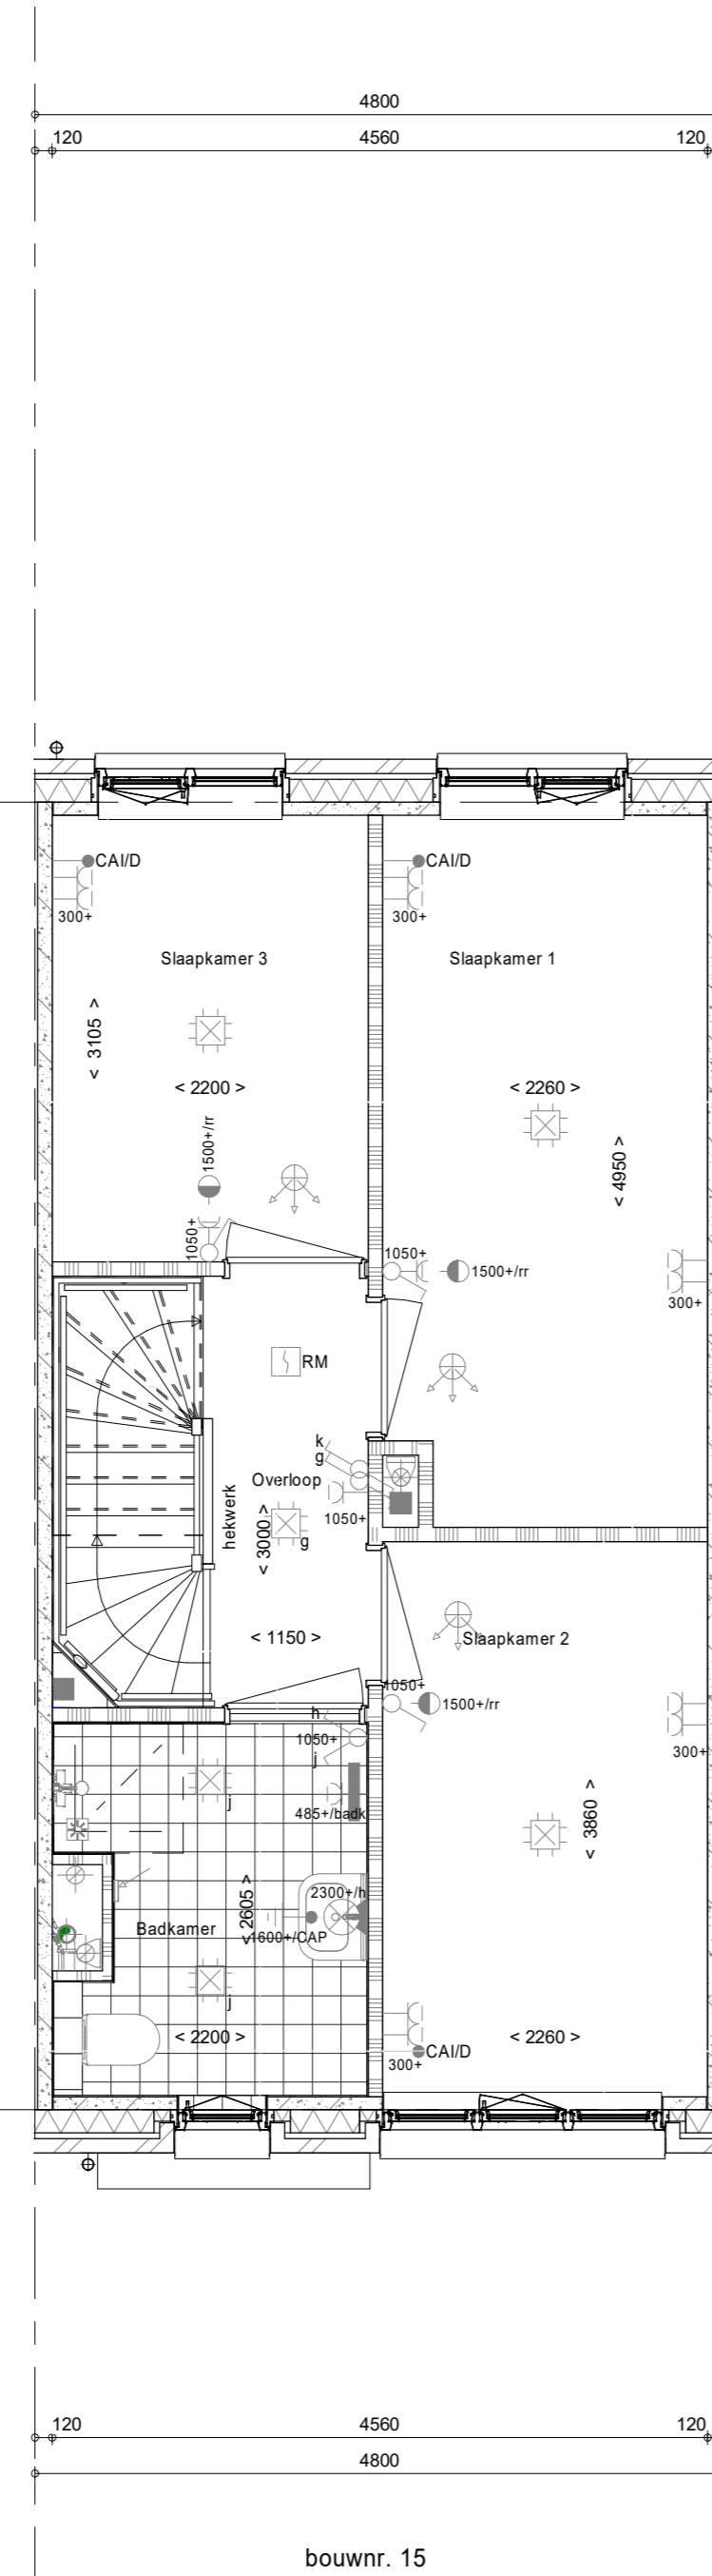 4800
120 4560 120
CAI/D CAI/D
300+ 300+
Slaapkamer 3 Slaapkamer 1
< 3105 >
< 2200 > < 2260 >
1500+/rr
< 4950 >
1050+
1050+
1500+/rr
300+
RM
k
g
Overloop
1050+
hekwerk
< 3000 >
g
< 1150 >
Slaapkamer 2
1050+
1500+/rr
h
1050+
j
300+
j
485+/badk
< 3860 >
2300+/h
< 2605 >
Badkamer
1600+/CAP
j
< 2200 > < 2260 >
CAI/D
300+
120 4560 120
4800
bouwnr. 15